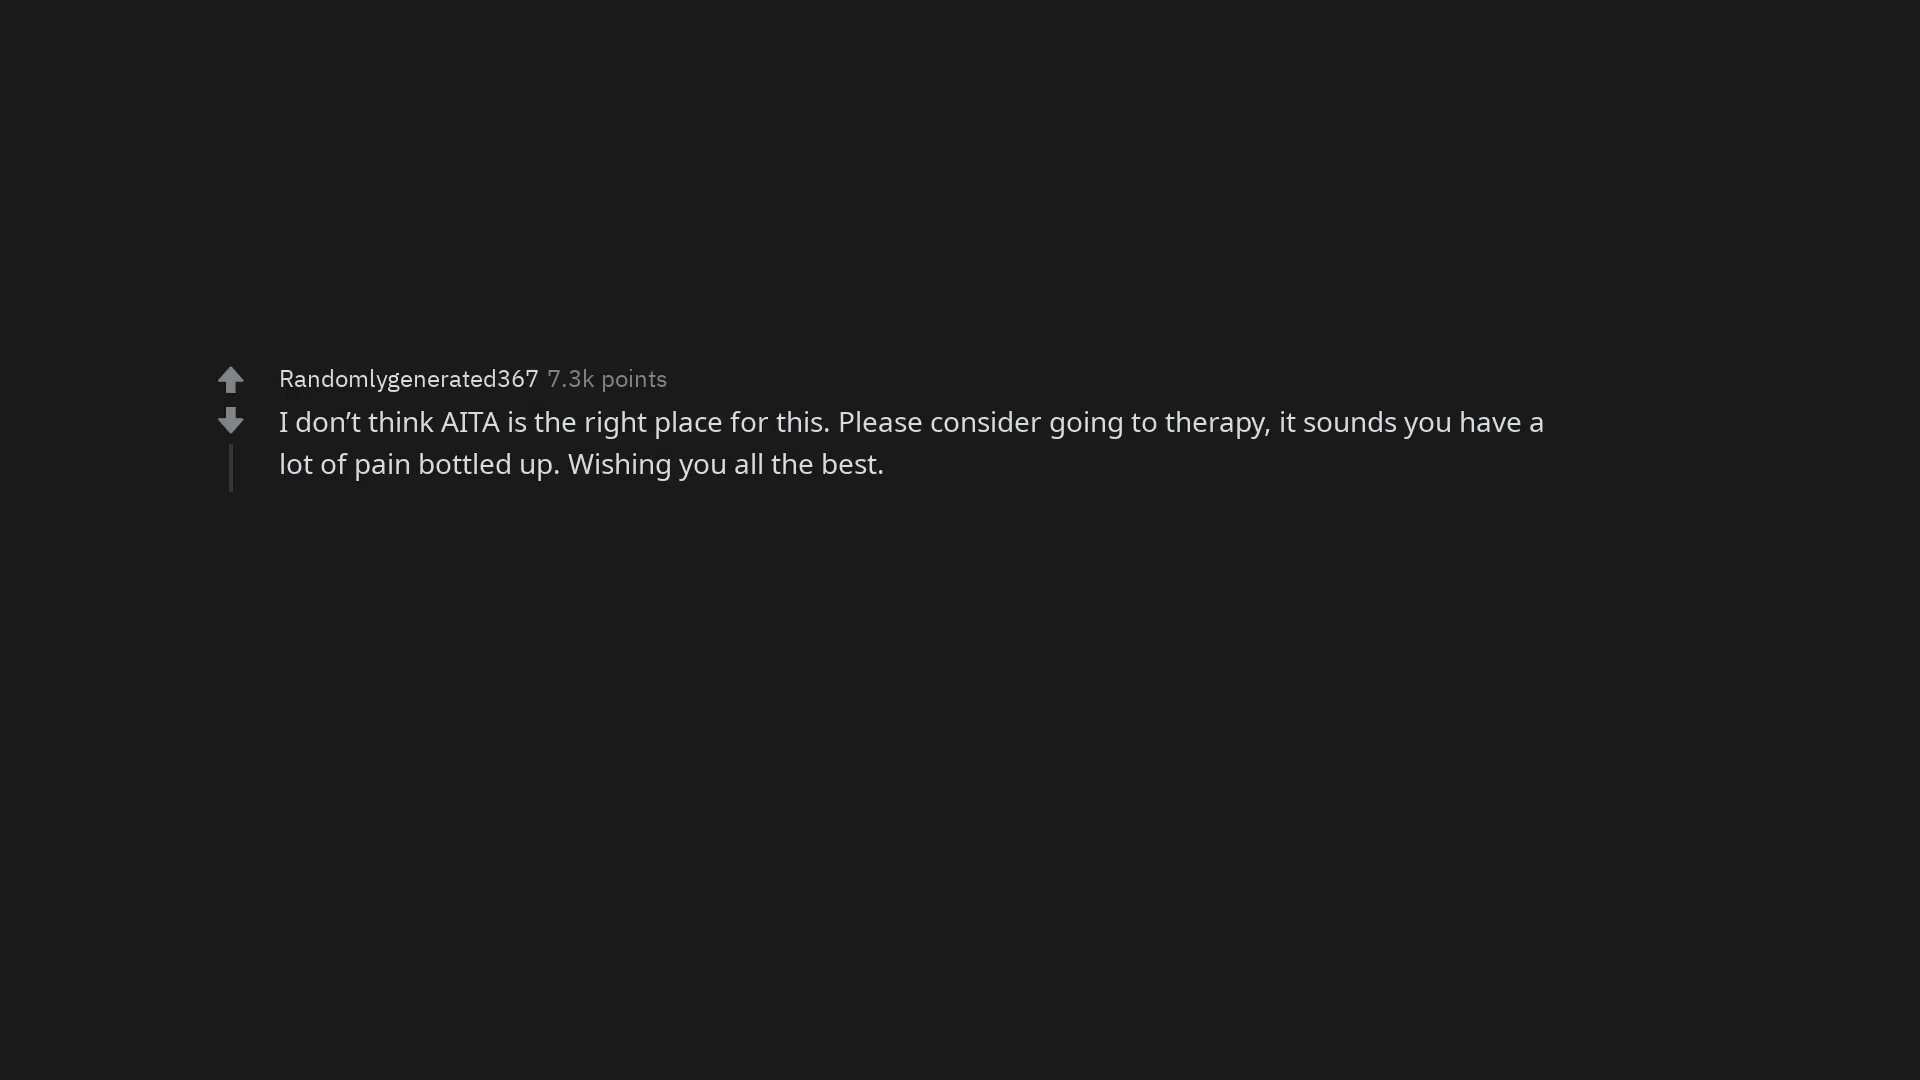 Randomlygenerated367 7.3k points
I don’t think AITA is the right place for this. Please consider going to therapy, it sounds you have a
lot of pain bottled up. Wishing you all the best.